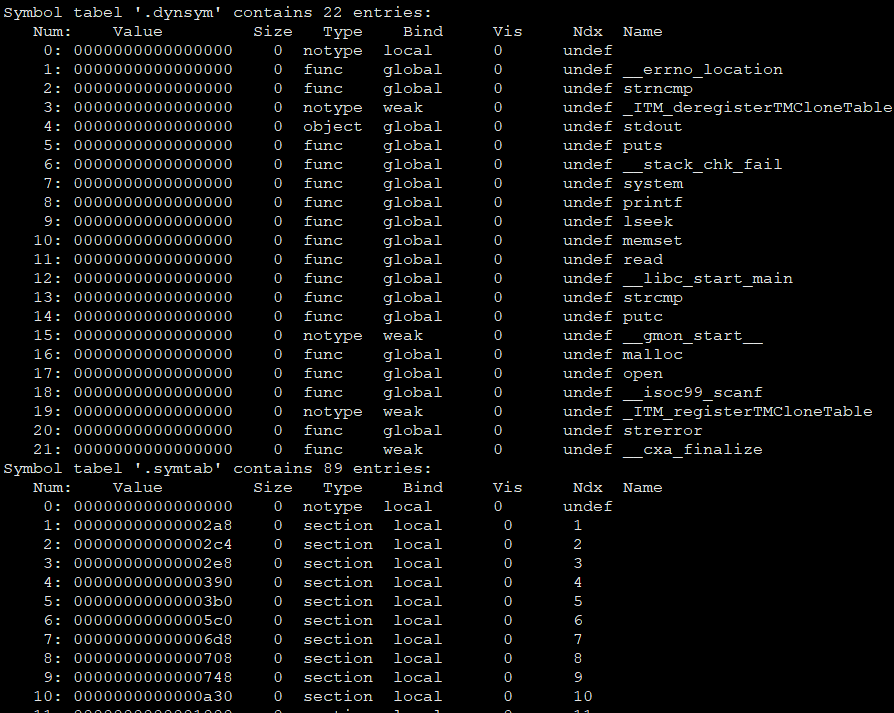 Symbol tabel '.dynsym' contains 22 entries:
Num: Value Size Type Bind Vis Ndx Name
0: 0000000000000000 0 notype local 0 undef
1: 0000000000000000 0 func global 0 undef __errno_location
2: 0000000000000000 0 func global 0 undef strncmp
3: 0000000000000000 0 notype weak 0 undef _ITM_deregisterTMCloneTable
4: 0000000000000000 0 object global 0 undef stdout
5: 0000000000000000 0 func global 0 undef puts
6: 0000000000000000 0 func global 0 undef __stack_chk_fail
7: 0000000000000000 0 func global 0 undef system
8: 0000000000000000 0 func global 0 undef printf
9: 0000000000000000 0 func global 0 undef lseek
10: 0000000000000000 0 func global 0 undef memset
11: 0000000000000000 0 func global 0 undef read
12: 0000000000000000 0 func global 0 undef __libc_start_main
13: 0000000000000000 0 func global 0 undef strcmp
14: 0000000000000000 0 func global 0 undef putc
15: 0000000000000000 0 notype weak 0 undef __gmon_start__
16: 0000000000000000 0 func global 0 undef malloc
17: 0000000000000000 0 func global 0 undef open
18: 0000000000000000 0 func global 0 undef __isoc99_scanf
19: 0000000000000000 0 notype weak 0 undef _ITM_registerTMCloneTable
20: 0000000000000000 0 func global 0 undef strerror
21: 0000000000000000 0 func weak 0 undef __cxa_finalize
Symbol tabel '.symtab' contains 89 entries:
Num: Value Size Type Bind Vis Ndx Name
0: 0000000000000000 0 notype local 0 undef
1: 00000000000002a8 0 section local 0 1
2: 00000000000002c4 0 section local 0 2
3: 00000000000002e8 0 section local 0 3
4: 0000000000000390 0 section local 0 4
5: 00000000000003b0 0 section local 0 5
6: 00000000000005c0 0 section local 0 6
7: 00000000000006d8 0 section local 0 7
8: 0000000000000708 0 section local 0 8
9: 0000000000000748 0 section local 0 9
10: 0000000000000a30 0 section local 0 10